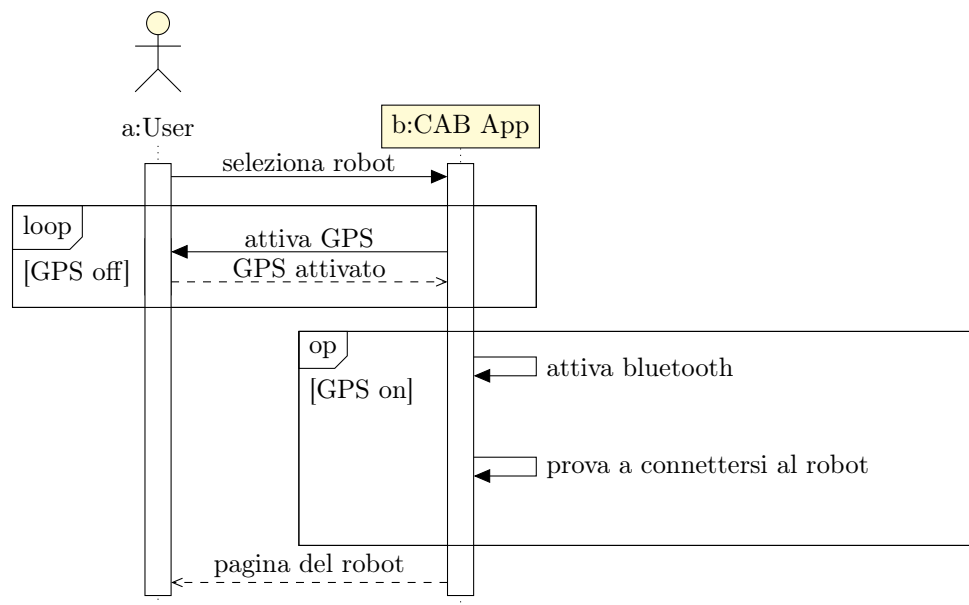 a:User
b:CAB App
seleziona robot
loop
attiva GPS
[GPS off]
GPS attivato
op
attiva bluetooth
[GPS on]
prova a connettersi al robot
pagina del robot